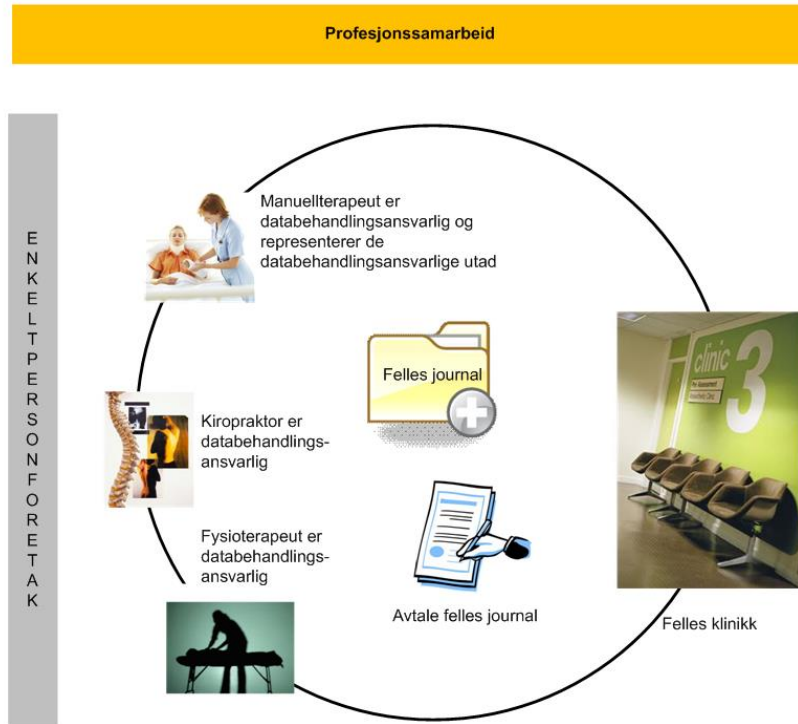 Profesjonssamarbeid
ENKELTPERSONFORETAK
Manuellterapeut er
databehandlingsansvarlig og
representerer de
databehandlingsansvarlige utad
Felles journal
clinic
3
Kiropraktor er
databehandlings-
ansvarlig
Fysioterapeut er
databehandlings-
ansvarlig
Avtale felles journal
Felles klinikk